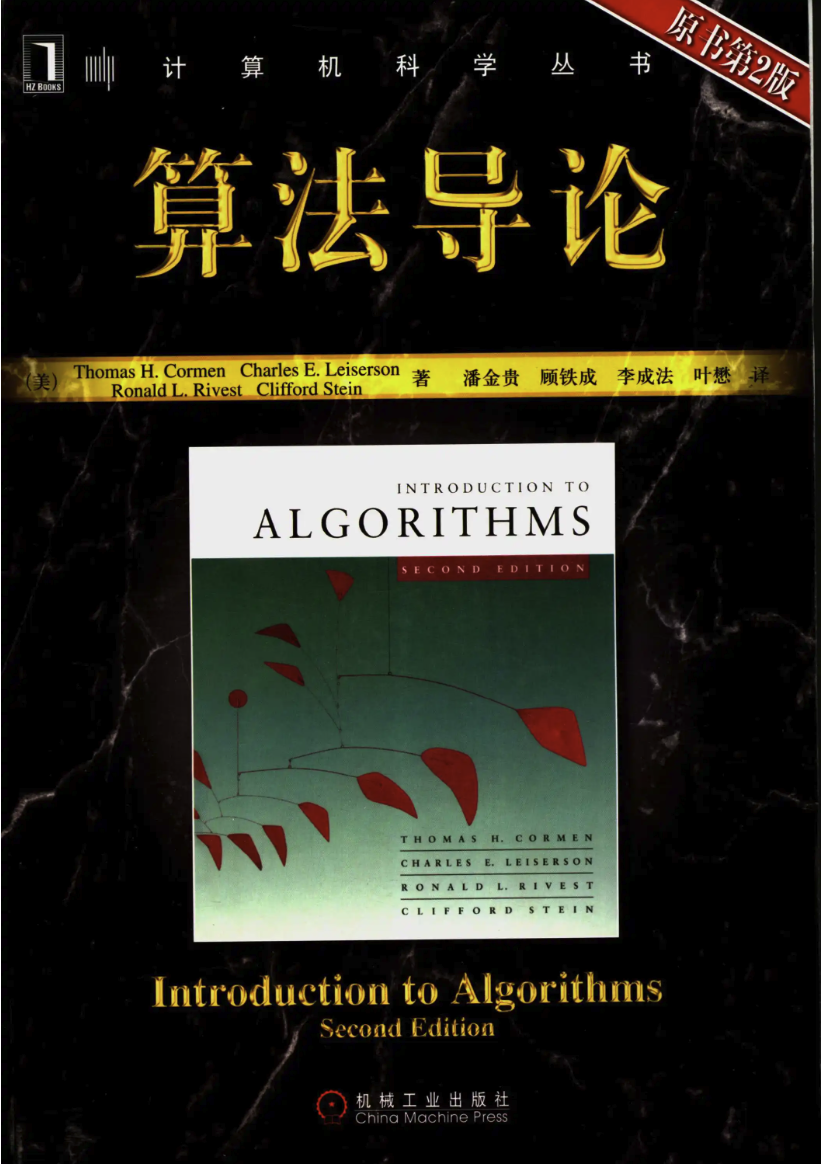 原书第2版
HZ BOOKS
计算机科学丛书
算法导论
(美) Thomas H. Cormen Charles E. Leiserson
Ronald L. Rivest Clifford Stein 著 潘金贵 顾铁成 李成法 叶懋 译
INTRODUCTION TO
ALGORITHMS
SECOND EDITION
THOMAS H. CORMEN
CHARLES E. LEISERSON
RONALD L. RIVEST
CLIFFORD STEIN
Introduction to Algorithms
Second Edition
机械工业出版社
China Machine Press